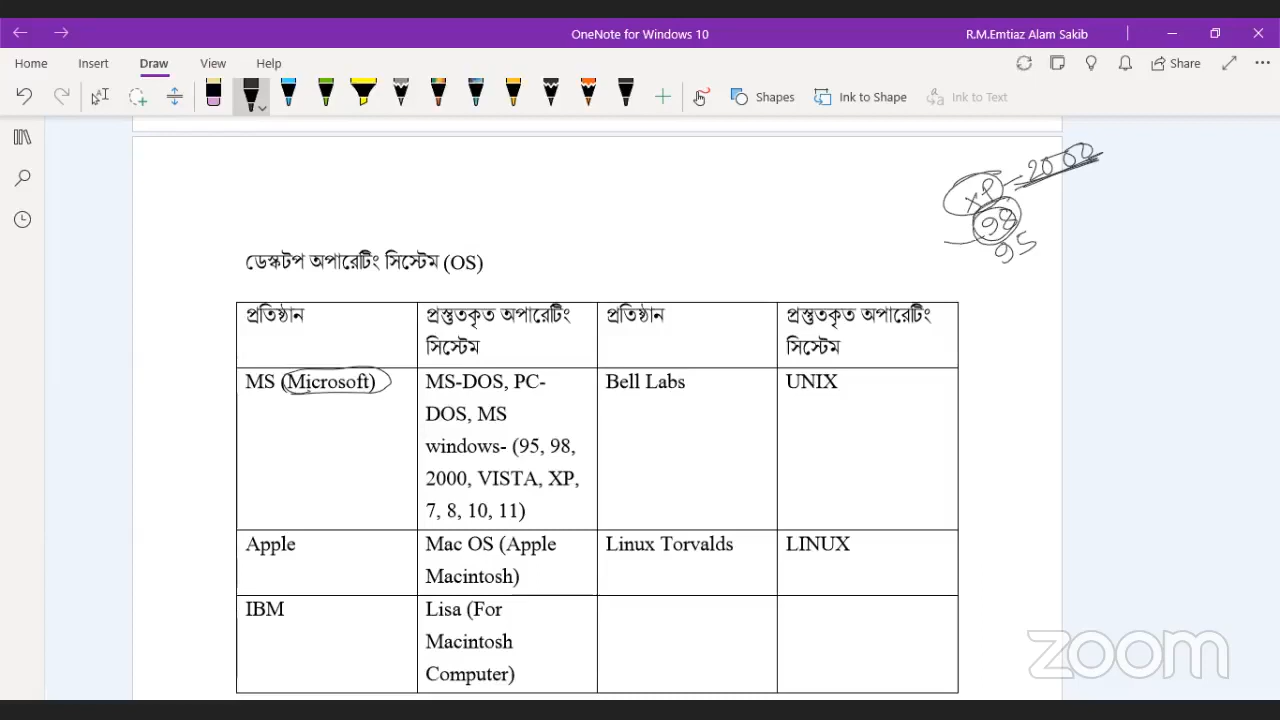 OneNote for Windows 10
R.M.Emtiaz Alam Sakib
Home Insert Draw View Help
Share
Shapes Ink to Shape Ink to Text
XP - 2000
98
95
ডেস্কটপ অপারেটিং সিস্টেম (OS)
প্রতিষ্ঠান
প্রস্তুতকৃত অপারেটিং
সিস্টেম
প্রতিষ্ঠান
প্রস্তুতকৃত অপারেটিং
সিস্টেম
MS (Microsoft)
MS-DOS, PC-
DOS, MS
windows- (95, 98,
2000, VISTA, XP,
7, 8, 10, 11)
Bell Labs
UNIX
Apple
Mac OS (Apple
Macintosh)
Linux Torvalds
LINUX
IBM
Lisa (For
Macintosh
Computer)
zoom